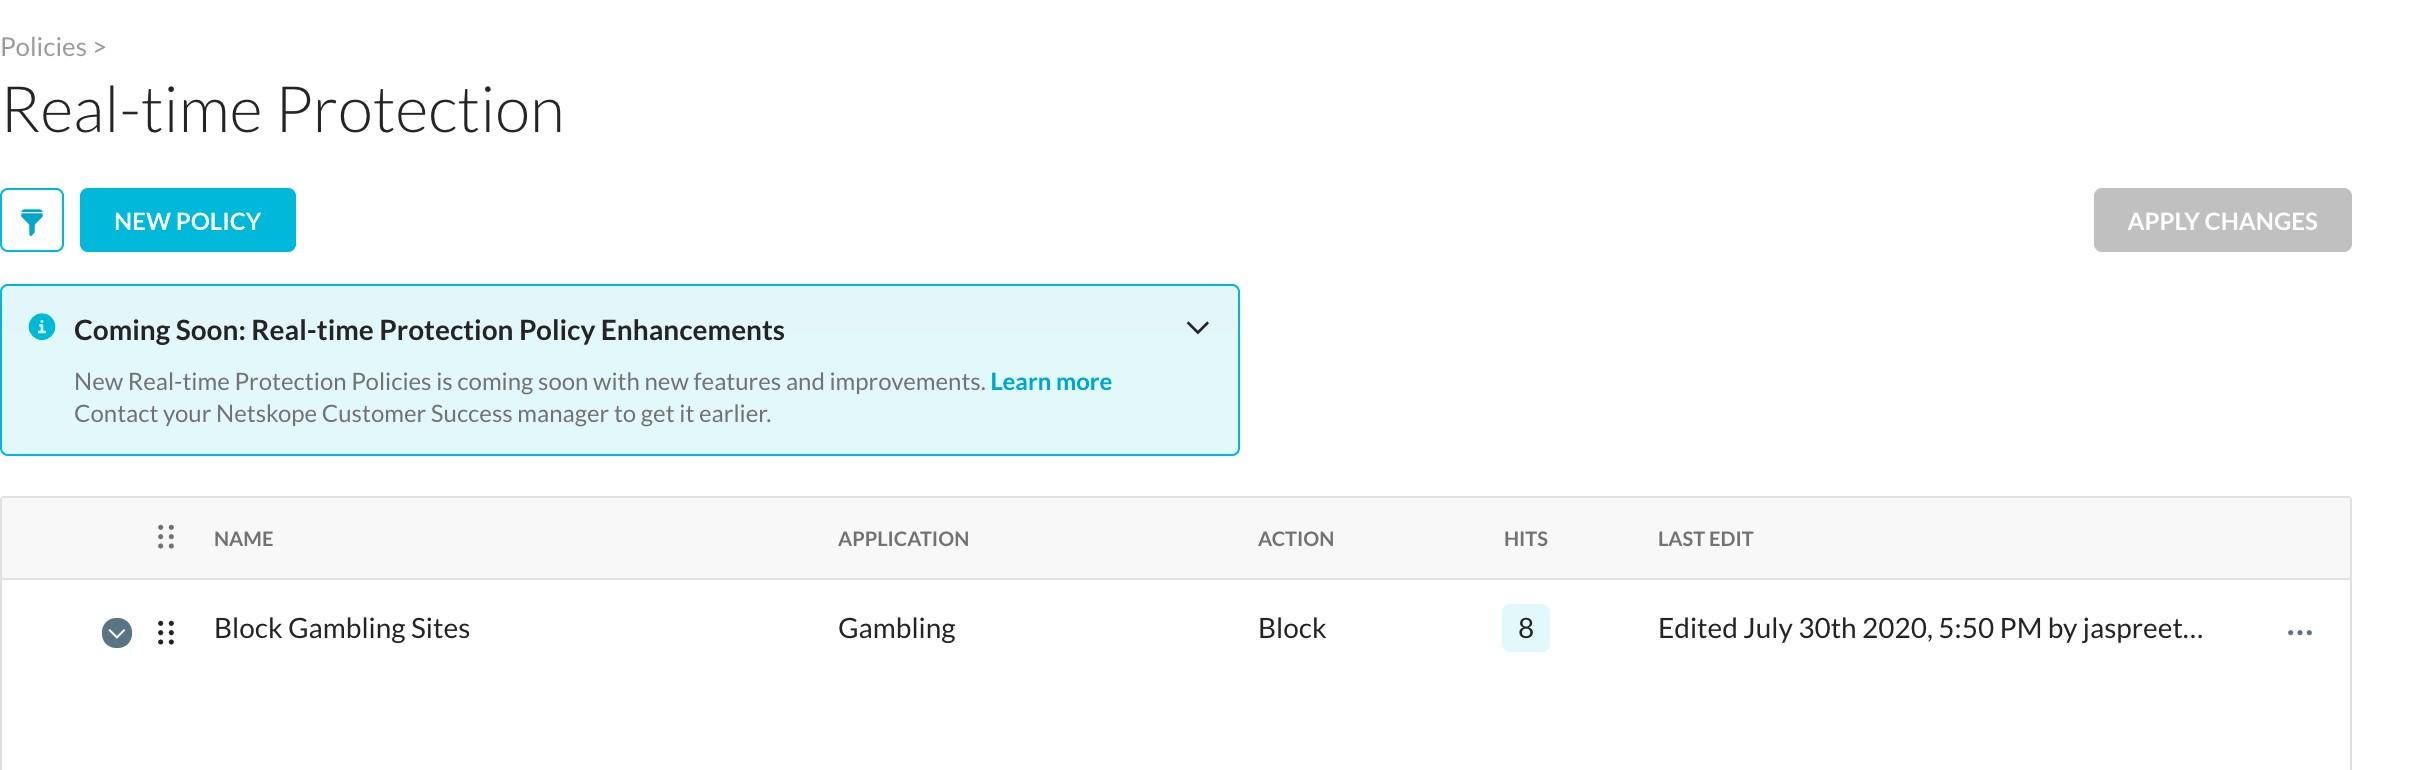 Policies >
Real-time Protection
NEW POLICY
APPLY CHANGES
Coming Soon: Real-time Protection Policy Enhancements
New Real-time Protection Policies is coming soon with new features and improvements. Learn more
Contact your Netskope Customer Success manager to get it earlier.
NAME APPLICATION ACTION HITS LAST EDIT
Block Gambling Sites Gambling Block 8 Edited July 30th 2020, 5:50 PM by jaspreet...